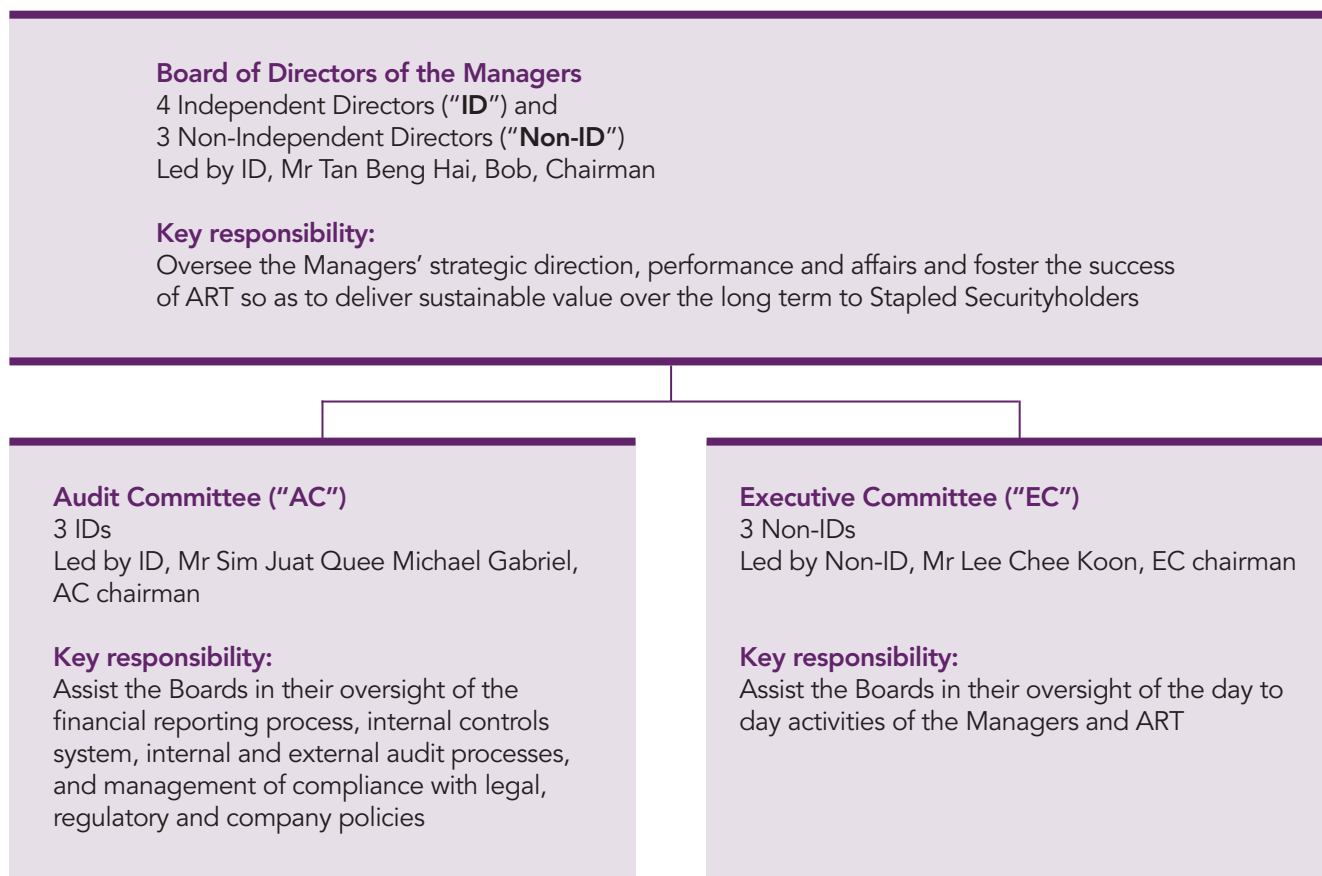 Board of Directors of the Managers
4 Independent Directors (“ID”) and
3 Non-Independent Directors (“Non-ID”)
Led by ID, Mr Tan Beng Hai, Bob, Chairman
Key responsibility:
Oversee the Managers’ strategic direction, performance and affairs and foster the success
of ART so as to deliver sustainable value over the long term to Stapled Securityholders
Audit Committee (“AC”)
3 IDs
Led by ID, Mr Sim Juat Quee Michael Gabriel,
AC chairman
Key responsibility:
Assist the Boards in their oversight of the
financial reporting process, internal controls
system, internal and external audit processes,
and management of compliance with legal,
regulatory and company policies
Executive Committee (“EC”)
3 Non-IDs
Led by Non-ID, Mr Lee Chee Koon, EC chairman
Key responsibility:
Assist the Boards in their oversight of the day to
day activities of the Managers and ART